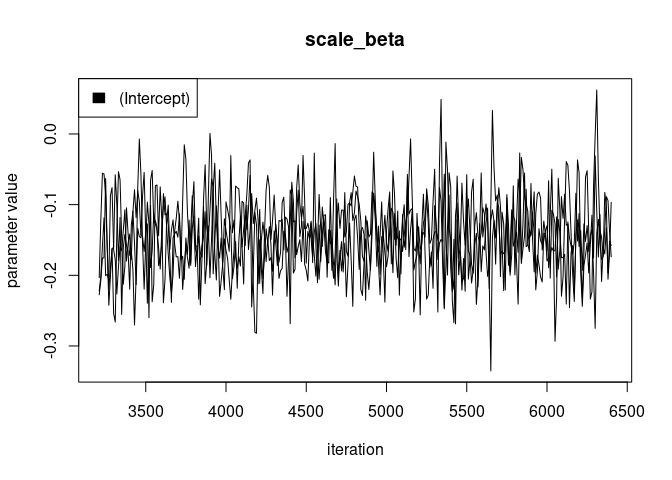 scale_beta
(Intercept)
parameter value
0.0
-0.1
-0.2
-0.3
3500 4000 4500 5000 5500 6000 6500
iteration